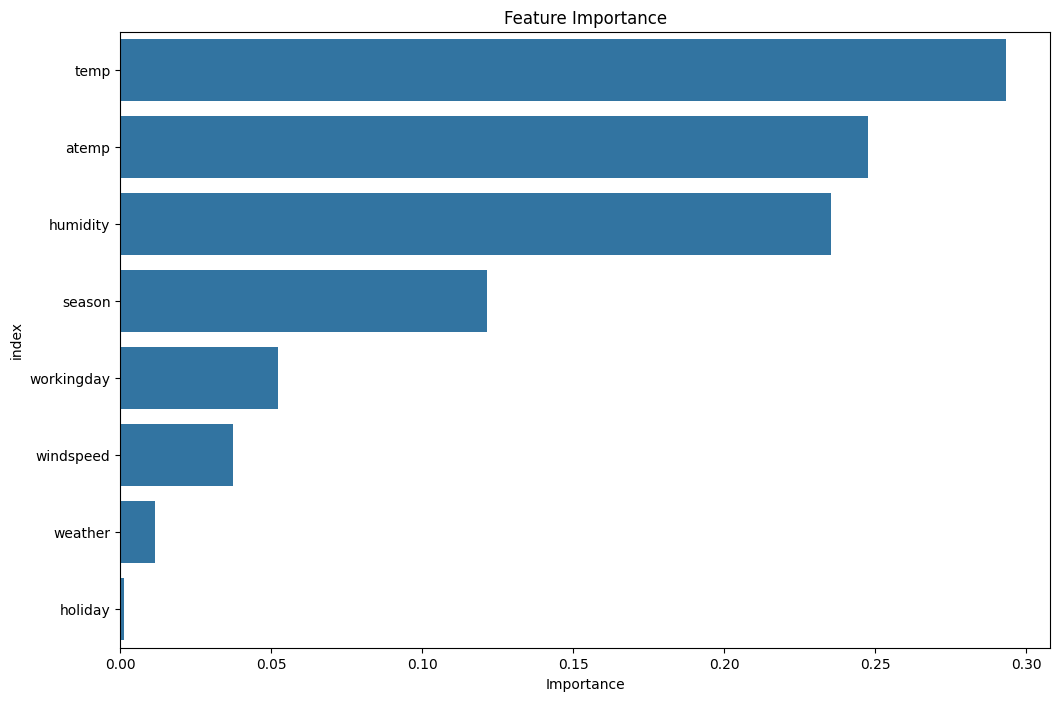 Feature Importance
temp
atemp
humidity
season
workingday
windspeed
weather
holiday
index
0.00 0.05 0.10 0.15 0.20 0.25 0.30
Importance